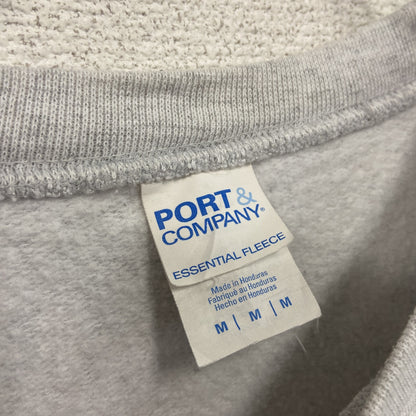 PORT &
COMPANY®
ESSENTIAL FLEECE
Made in Honduras
Fabriqué au Honduras
Hecho en Honduras
M | M | M